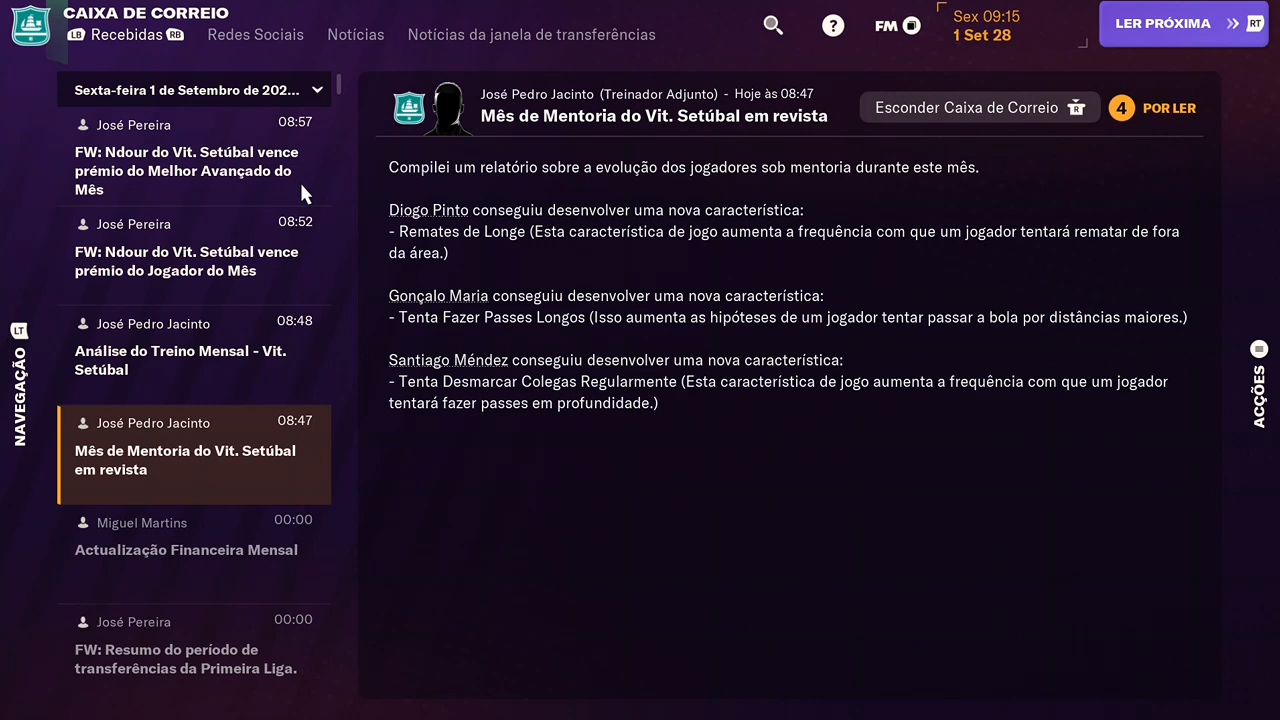 CAIXA DE CORREIO
LB Recebidas RB Redes Sociais Notícias Notícias da janela de transferências
FM
Sex 09:15
1 Set 28
LER PRÓXIMA RT
Sexta-feira 1 de Setembro de 202...
José Pereira 08:57
FW: Ndour do Vit. Setúbal vence
prémio do Melhor Avançado do
Mês
José Pereira 08:52
FW: Ndour do Vit. Setúbal vence
prémio do Jogador do Mês
José Pedro Jacinto 08:48
Análise do Treino Mensal - Vit.
Setúbal
José Pedro Jacinto 08:47
Mês de Mentoria do Vit. Setúbal
em revista
Miguel Martins 00:00
Actualização Financeira Mensal
José Pereira 00:00
FW: Resumo do período de
transferências da Primeira Liga.
LT
NAVEGAÇÃO
José Pedro Jacinto (Treinador Adjunto) - Hoje às 08:47
Mês de Mentoria do Vit. Setúbal em revista
Esconder Caixa de Correio R
4 POR LER
Compilei um relatório sobre a evolução dos jogadores sob mentoria durante este mês.
Diogo Pinto conseguiu desenvolver uma nova característica:
- Remates de Longe (Esta característica de jogo aumenta a frequência com que um jogador tentará rematar de fora
da área.)
Gonçalo Maria conseguiu desenvolver uma nova característica:
- Tenta Fazer Passes Longos (Isso aumenta as hipóteses de um jogador tentar passar a bola por distâncias maiores.)
Santiago Méndez conseguiu desenvolver uma nova característica:
- Tenta Desmarcar Colegas Regularmente (Esta característica de jogo aumenta a frequência com que um jogador
tentará fazer passes em profundidade.)
ACÇÕES